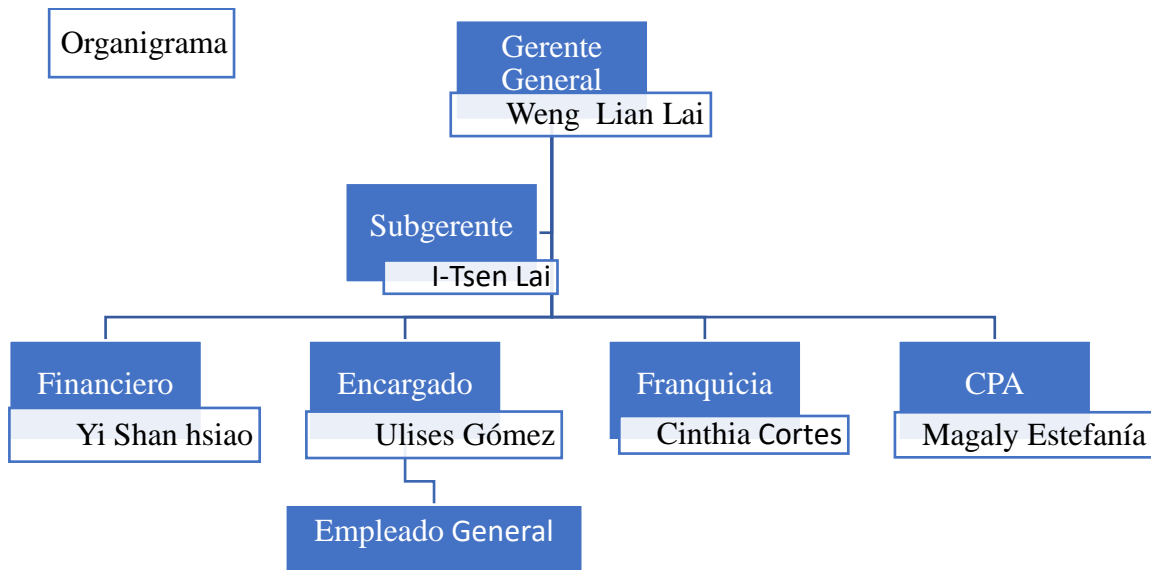 Organigrama
Gerente
General
Weng Lian Lai
Subgerente
I-Tsen Lai
Financiero
Yi Shan hsiao
Encargado
Ulises Gómez
Franquicia
Cinthia Cortes
CPA
Magaly Estefanía
Empleado General